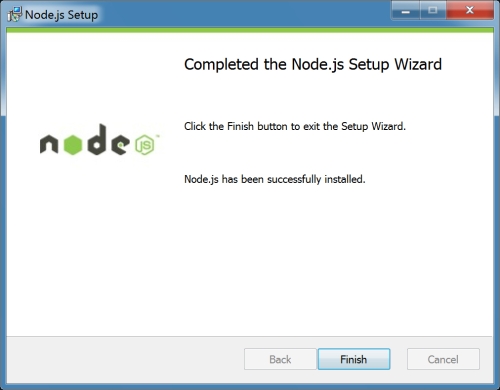 Node.js Setup
Completed the Node.js Setup Wizard
Click the Finish button to exit the Setup Wizard.
node JS™
Node.js has been successfully installed.
Back Finish Cancel